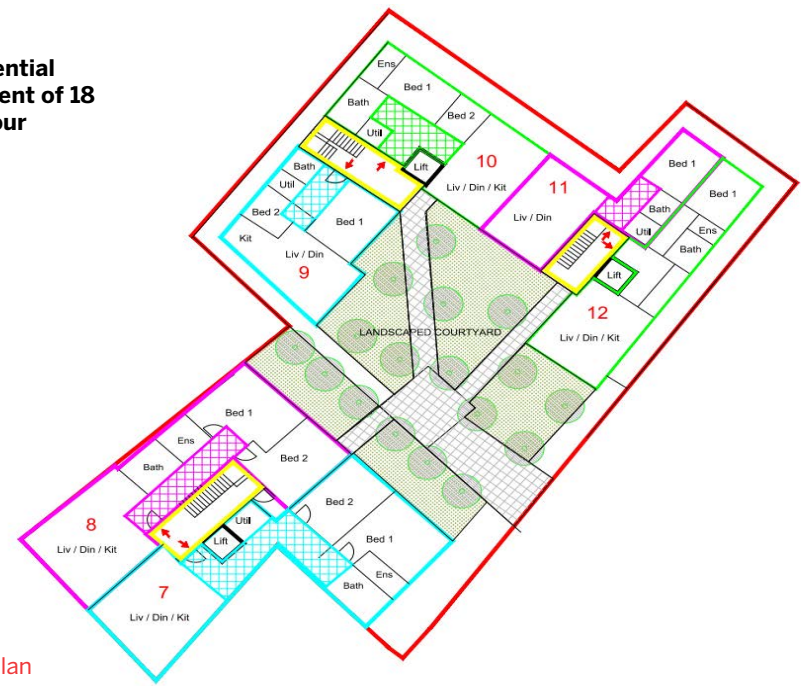 ential
ent of 18
our
Ens
Bed 1
Bath
Bed 2
Util
Lift
10
Liv / Din / Kit
11
Liv / Din
Bed 1
Bed 1
Bath
Util
Ens
Bath
Lift
12
Liv / Din / Kit
Bath
Util
Bed 2
Bed 1
Kit
Liv / Din
9
LANDSCAPED COURTYARD
Bed 1
Ens
Bed 2
Bath
8
Liv / Din / Kit
Util
Lift
Bed 2
Bed 1
Ens
Bath
7
Liv / Din / Kit
lan